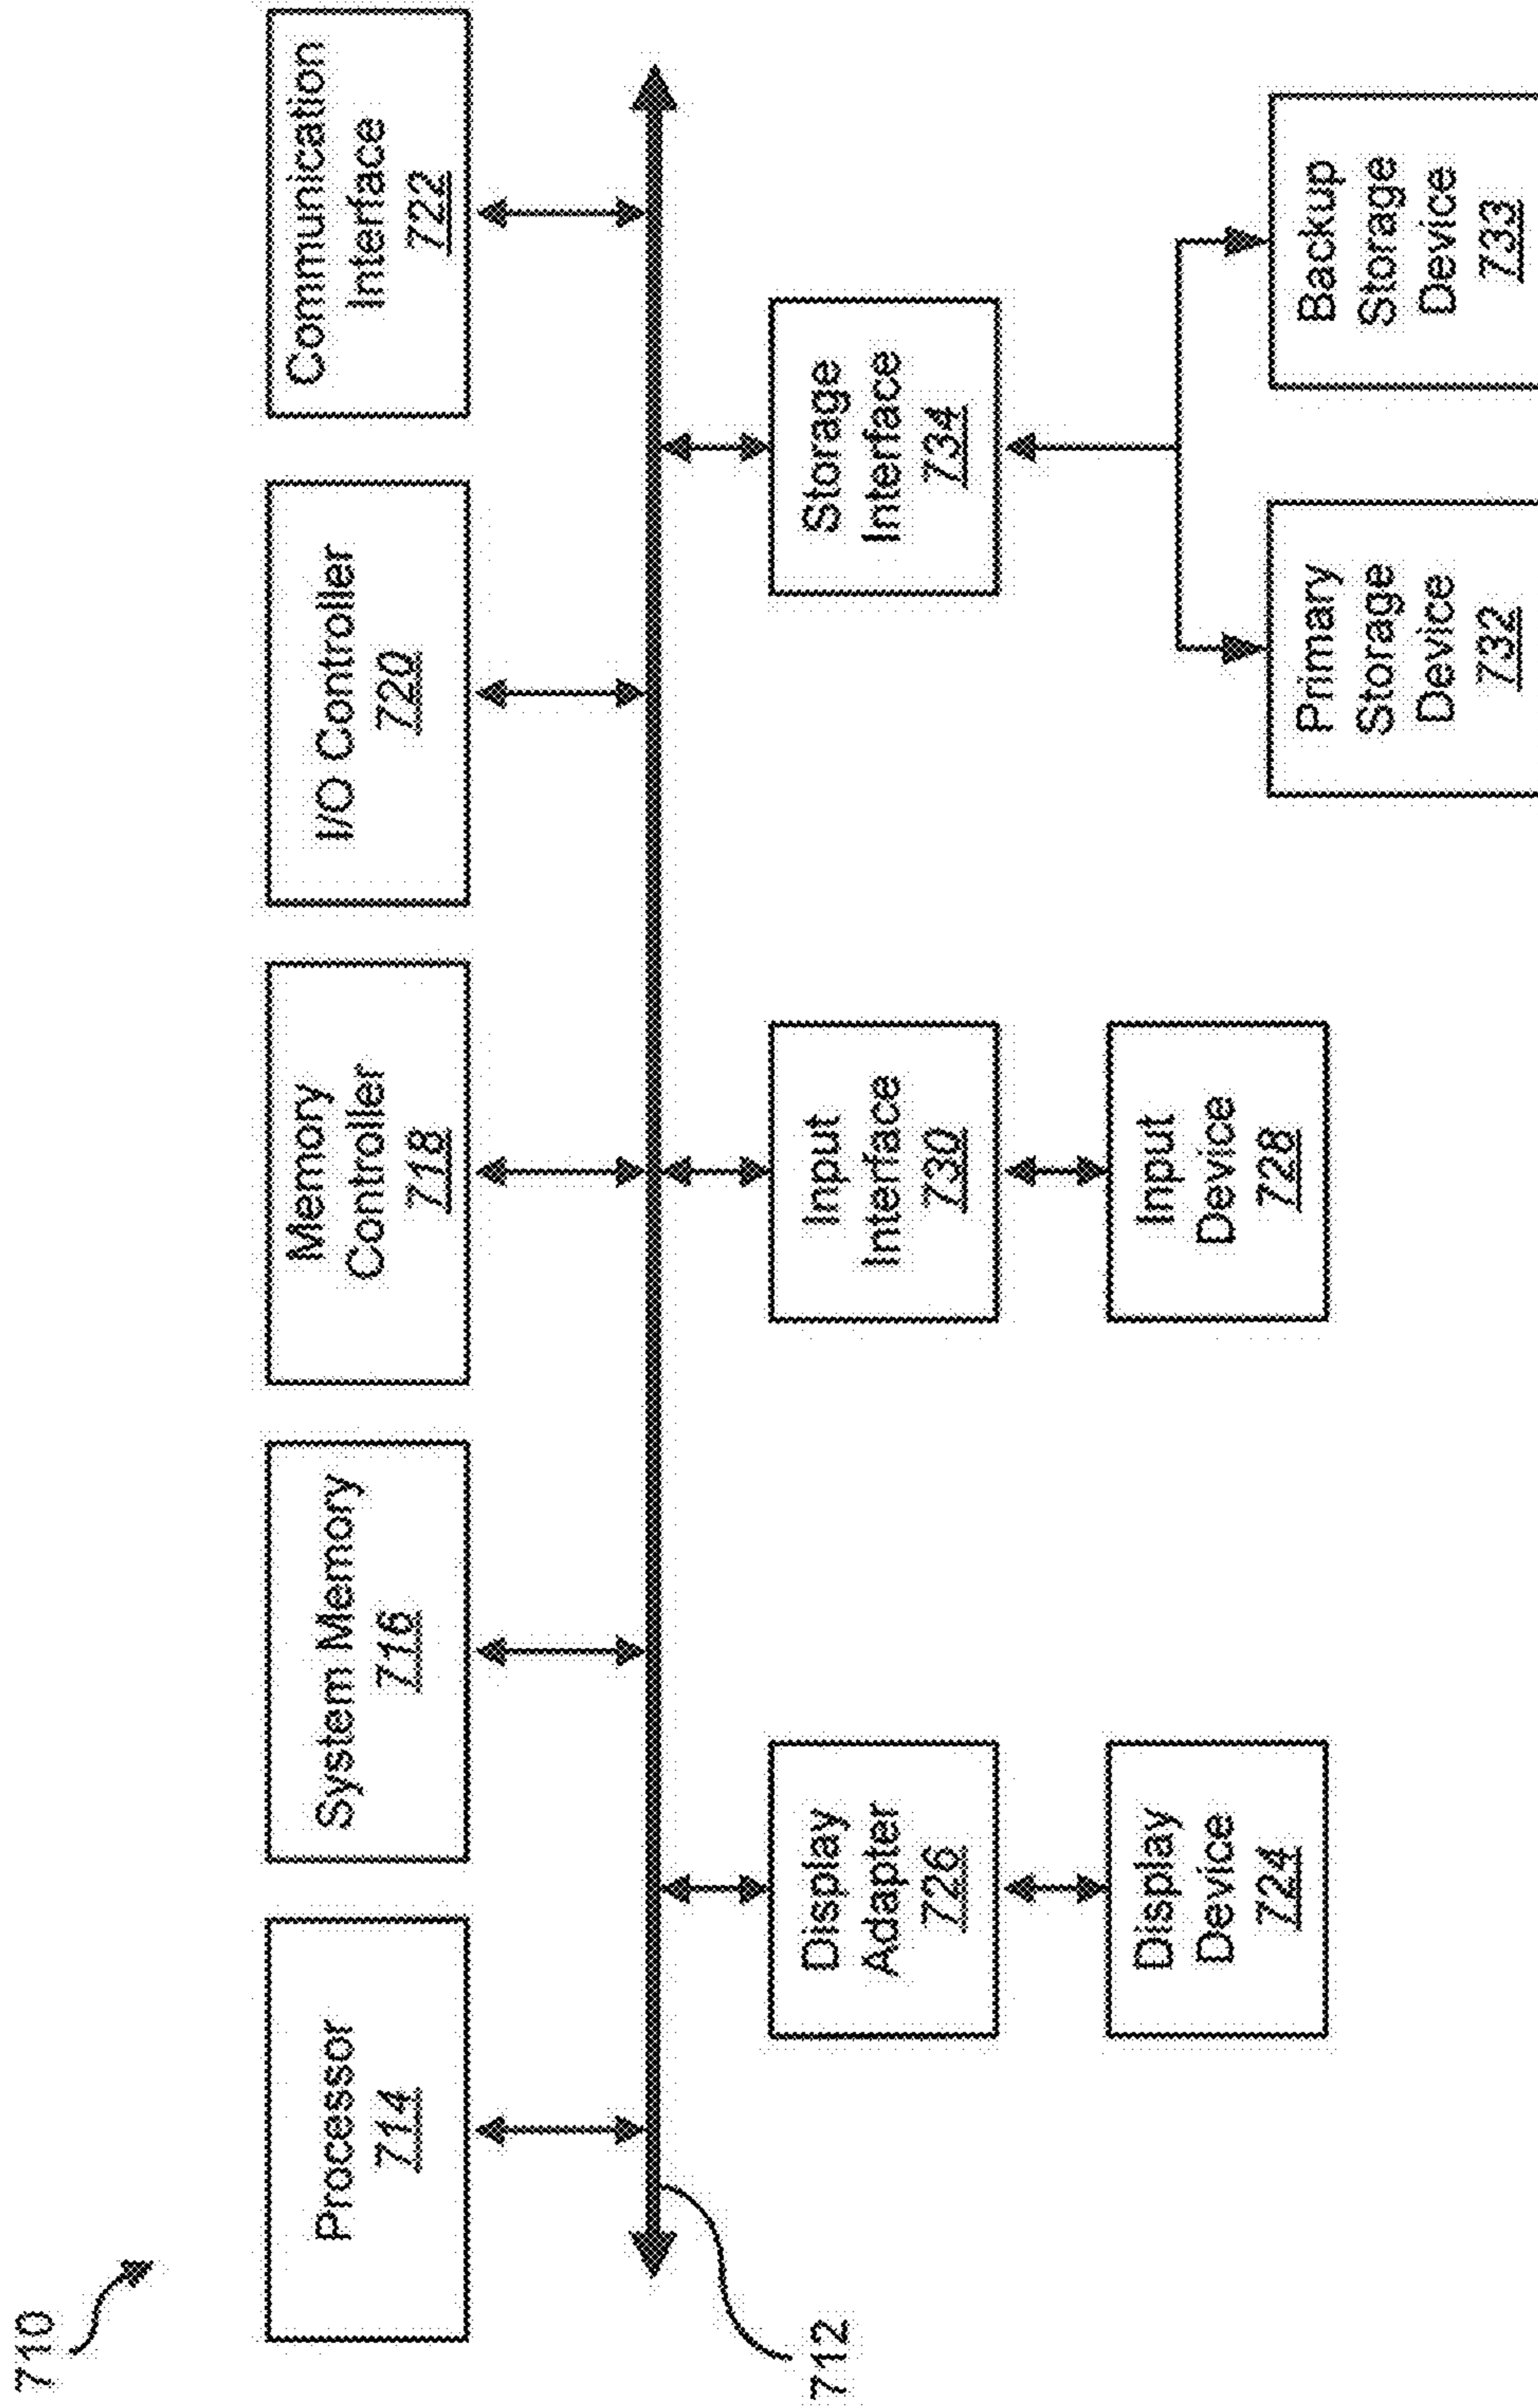 710
Processor
714
System Memory
716
Memory
Controller
718
I/O Controller
720
Communication
Interface
722
712
Display
Adapter
726
Input
Interface
730
Storage
Interface
734
Display
Device
724
Input
Device
728
Primary
Storage
Device
732
Backup
Storage
Device
733